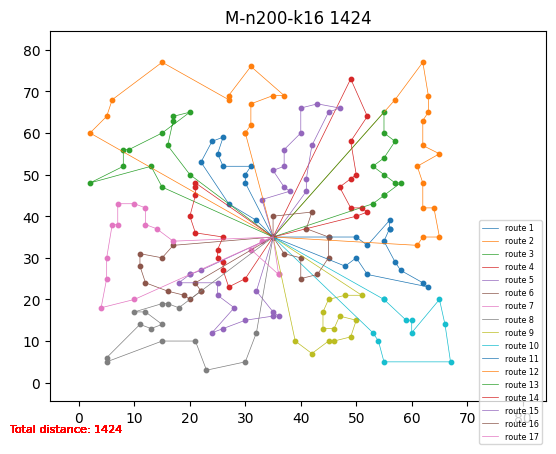 M-n200-k16 1424
80
70
60
50
40
30
20
10
0
0 10 20 30 40 50 60 70 80
route 1
route 2
route 3
route 4
route 5
route 6
route 7
route 8
route 9
route 10
route 11
route 12
route 13
route 14
route 15
route 16
route 17
Total distance: 1424